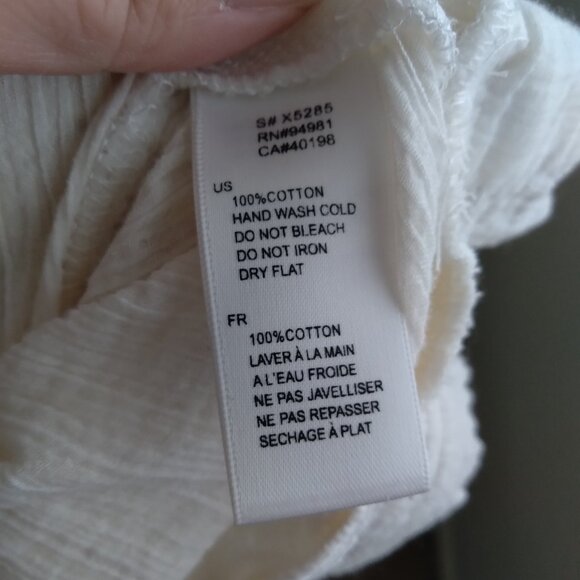 S# X5285
RN#94981
CA#40198
US
100%COTTON
HAND WASH COLD
DO NOT BLEACH
DO NOT IRON
DRY FLAT
FR
100%COTTON
LAVER À LA MAIN
A L'EAU FROIDE
NE PAS JAVELLISER
NE PAS REPASSER
SECHAGE À PLAT